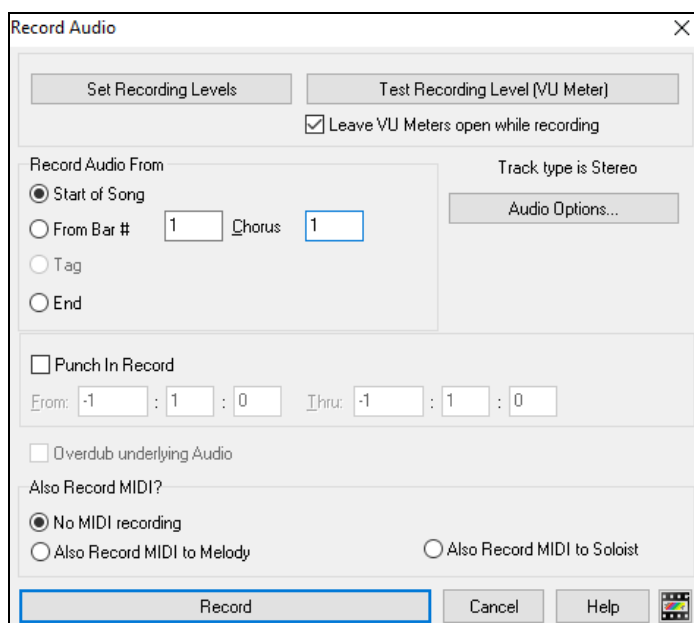 Record Audio
Set Recording Levels
Test Recording Level (VU Meter)
Leave VU Meters open while recording
Record Audio From
Track type is Stereo
Start of Song
Audio Options...
From Bar # 1 Chorus 1
Tag
End
Punch In Record
From: -1 : 1 : 0 Thru: -1 : 1 : 0
Overdub underlying Audio
Also Record MIDI?
No MIDI recording
Also Record MIDI to Melody
Also Record MIDI to Soloist
Record Cancel Help